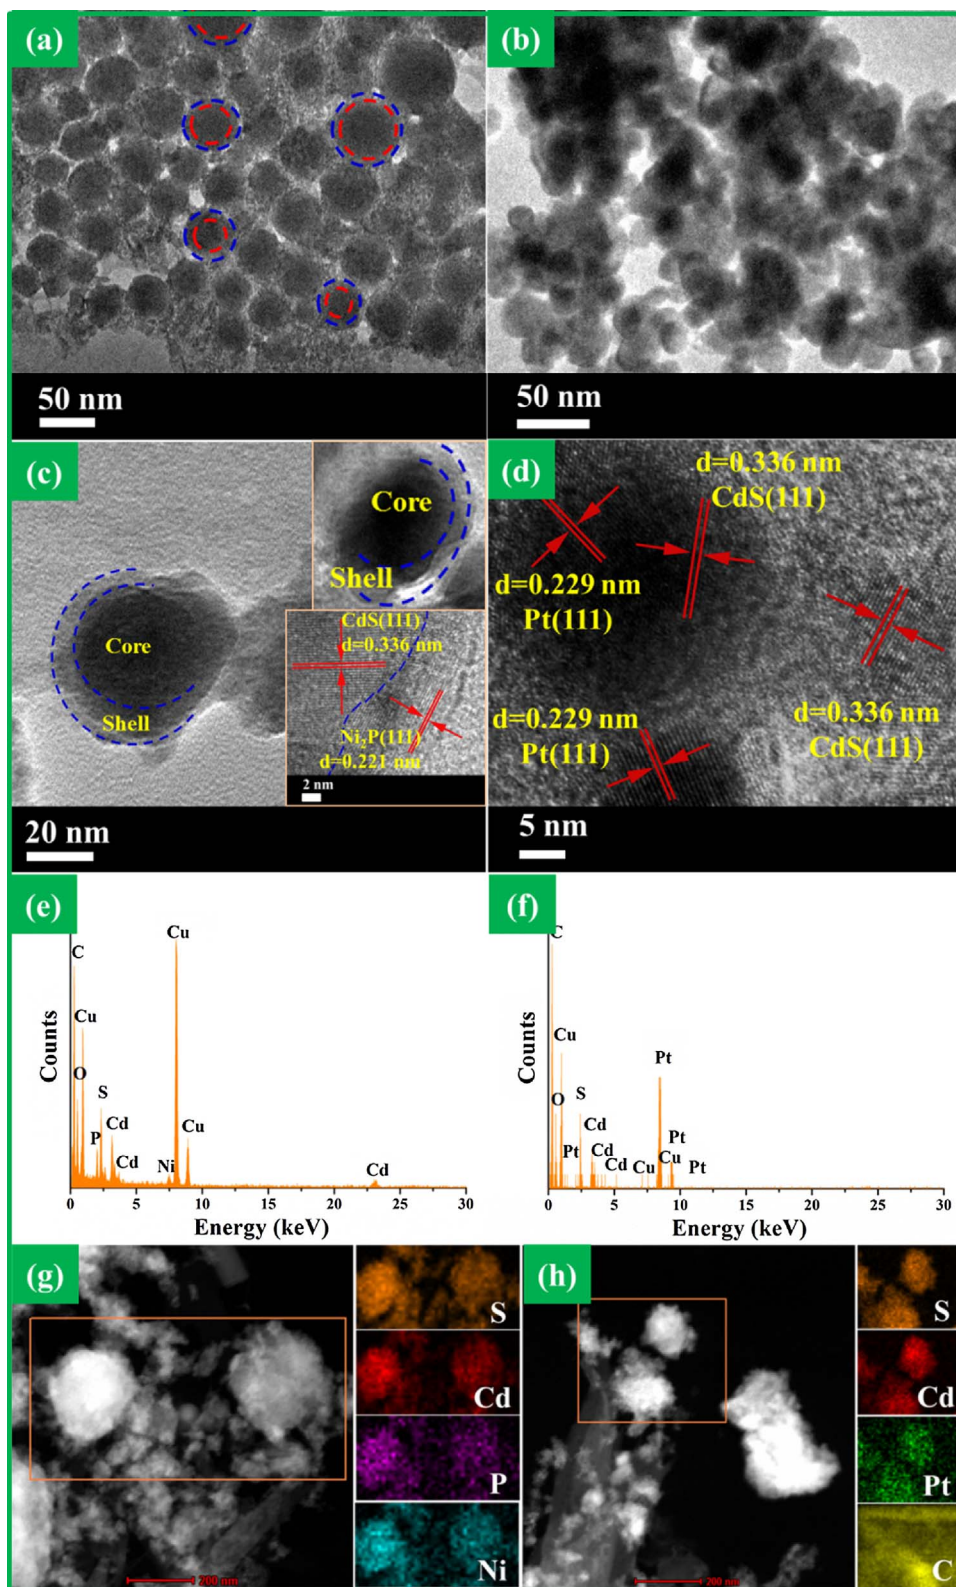 (a)
(b)
50 nm
50 nm
(c)
Core
Shell
Core
Shell
CdS(111)
d=0.336 nm
Ni₂P(111)
d=0.221 nm
2 nm
20 nm
(d)
d=0.336 nm
CdS(111)
d=0.229 nm
Pt(111)
d=0.229 nm
Pt(111)
d=0.336 nm
CdS(111)
5 nm
(e)
Counts
C
Cu
O
S
P
Cd
Cd
Ni
Cu
Cu
Cd
0 5 10 15 20 25 30
Energy (keV)
(f)
Counts
C
Cu
O
Pt
S
Cd
Cd
Cd
Cu
Pt
Pt
Cu
Pt
0 5 10 15 20 25 30
Energy (keV)
(g)
200 nm
S
Cd
P
Ni
(h)
200 nm
S
Cd
Pt
C